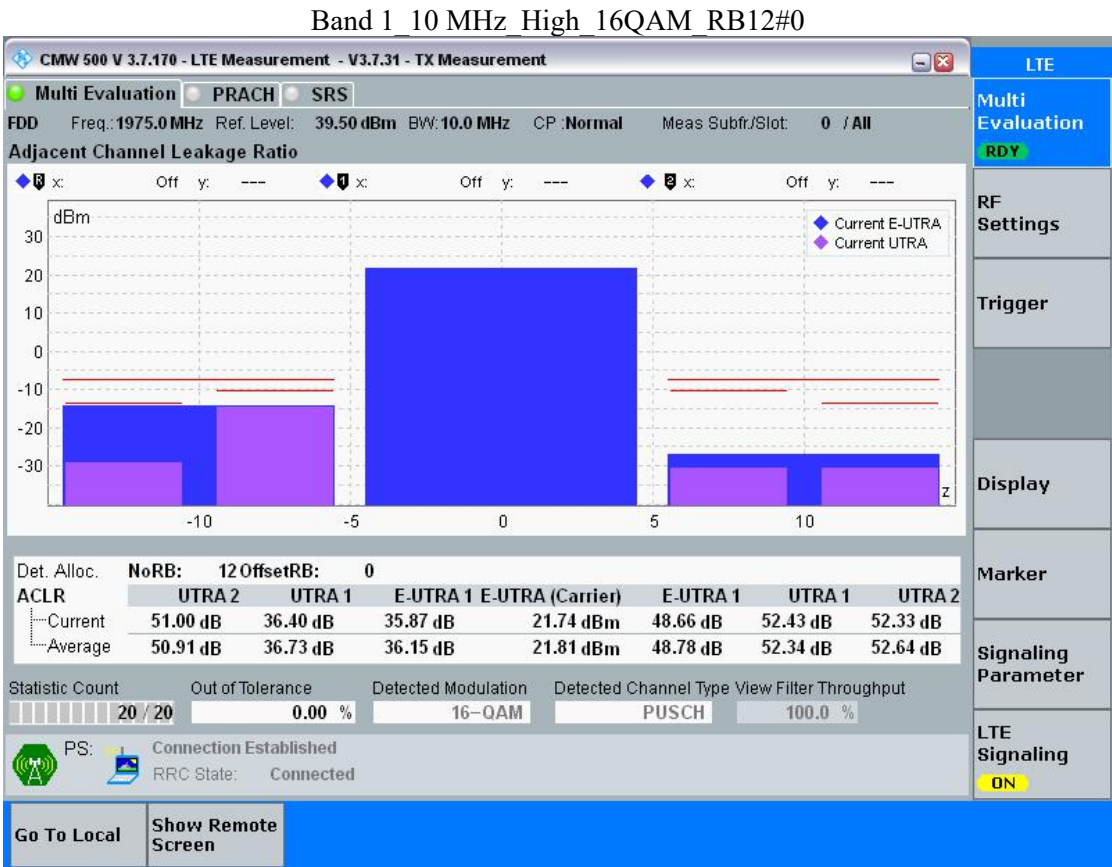 Band 1_10 MHz_High_16QAM_RB12#0
CMW 500 V 3.7.170 - LTE Measurement - V3.7.31 - TX Measurement
LTE
Multi Evaluation PRACH SRS
Multi
Evaluation
RDY
FDD Freq.: 1975.0 MHz Ref. Level: 39.50 dBm BW: 10.0 MHz CP :Normal Meas Subfr./Slot: 0 / All
Adjacent Channel Leakage Ratio
R x: Off y: --- 1 x: Off y: --- 2 x: Off y: ---
dBm
Current E-UTRA
Current UTRA
30
20
10
0
-10
-20
-30
z
-10 -5 0 5 10
RF
Settings
Trigger
Display
Marker
Signaling
Parameter
LTE
Signaling
ON
Det. Alloc. NoRB: 12 OffsetRB: 0
ACLR UTRA 2 UTRA 1 E-UTRA 1 E-UTRA (Carrier) E-UTRA 1 UTRA 1 UTRA 2
Current 51.00 dB 36.40 dB 35.87 dB 21.74 dBm 48.66 dB 52.43 dB 52.33 dB
Average 50.91 dB 36.73 dB 36.15 dB 21.81 dBm 48.78 dB 52.34 dB 52.64 dB
Statistic Count Out of Tolerance Detected Modulation Detected Channel Type View Filter Throughput
20 / 20 0.00 % 16-QAM PUSCH 100.0 %
PS: Connection Established
RRC State: Connected
Go To Local
Show Remote
Screen